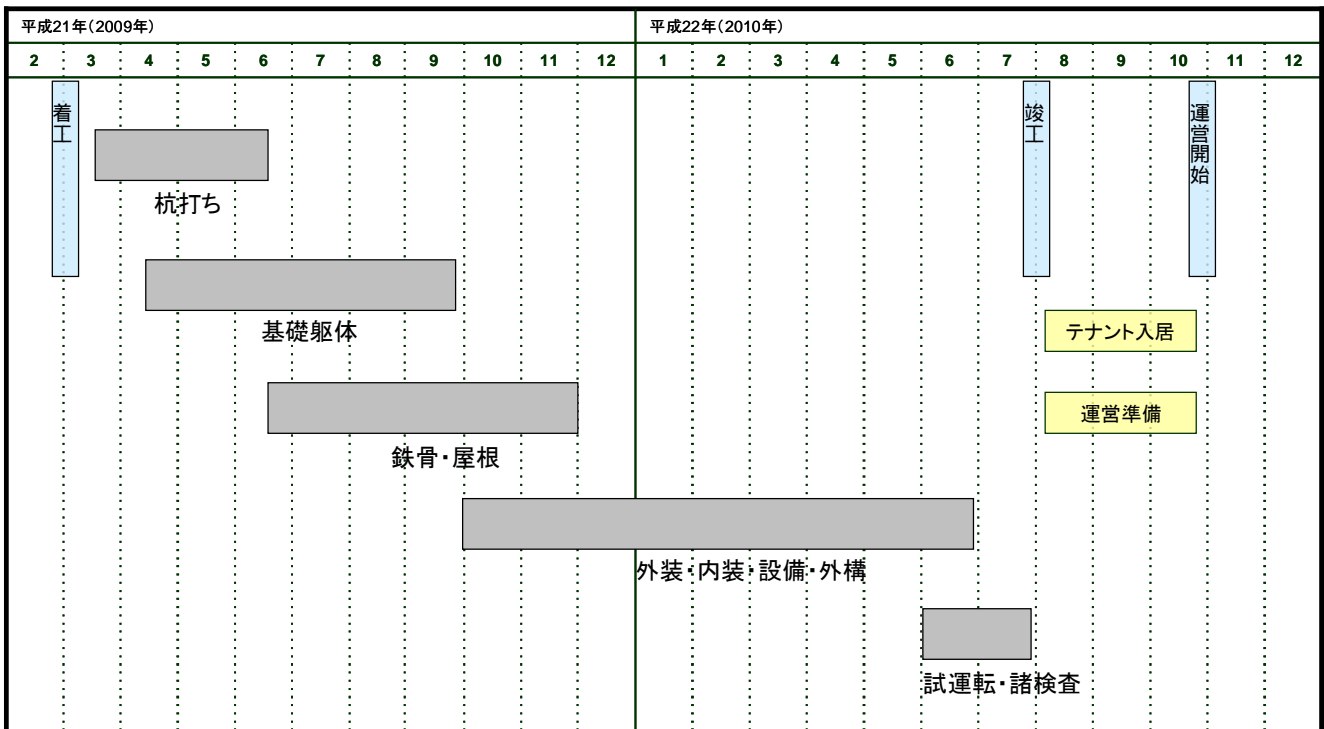 平成21年(2009年) 平成22年(2010年)
2 3 4 5 6 7 8 9 10 11 12 1 2 3 4 5 6 7 8 9 10 11 12
着工
竣工
運営開始
杭打ち
基礎躯体
テナント入居
運営準備
鉄骨・屋根
外装・内装・設備・外構
試運転・諸検査